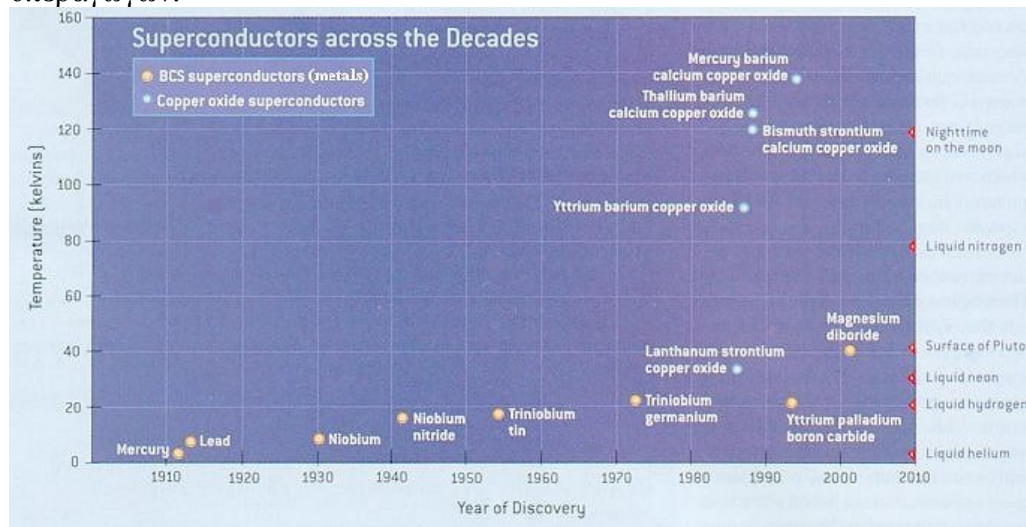 υπεραγωγών.
160
140
120
100
80
60
40
20
0
Temperature [kelvins]
Superconductors across the Decades
BCS superconductors (metals)
Copper oxide superconductors
Mercury barium
calcium copper oxide
Thallium barium
calcium copper oxide
Bismuth strontium
calcium copper oxide
Yttrium barium copper oxide
Magnesium
diboride
Lanthanum strontium
copper oxide
Triniobium
germanium
Yttrium palladium
boron carbide
Triniobium
tin
Niobium
nitride
Niobium
Lead
Mercury
Nighttime
on the moon
Liquid nitrogen
Surface of Pluto
Liquid neon
Liquid hydrogen
Liquid helium
1910
1920
1930
1940
1950
1960
1970
1980
1990
2000
2010
Year of Discovery